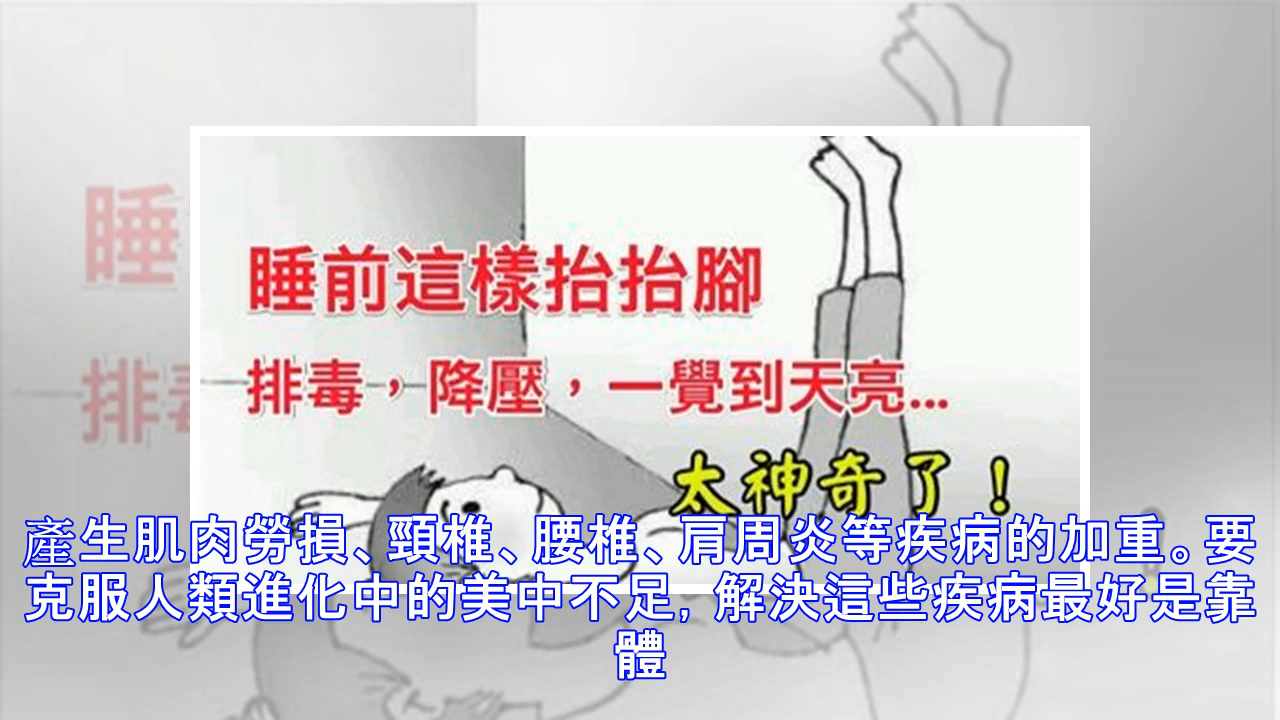 睡前這樣抬抬腳
排毒，降壓，一覺到天亮...
太神奇了！
產生肌肉勞損、頸椎、腰椎、肩周炎等疾病的加重。要
克服人類進化中的美中不足，解決這些疾病最好是靠
體
睡
排毒